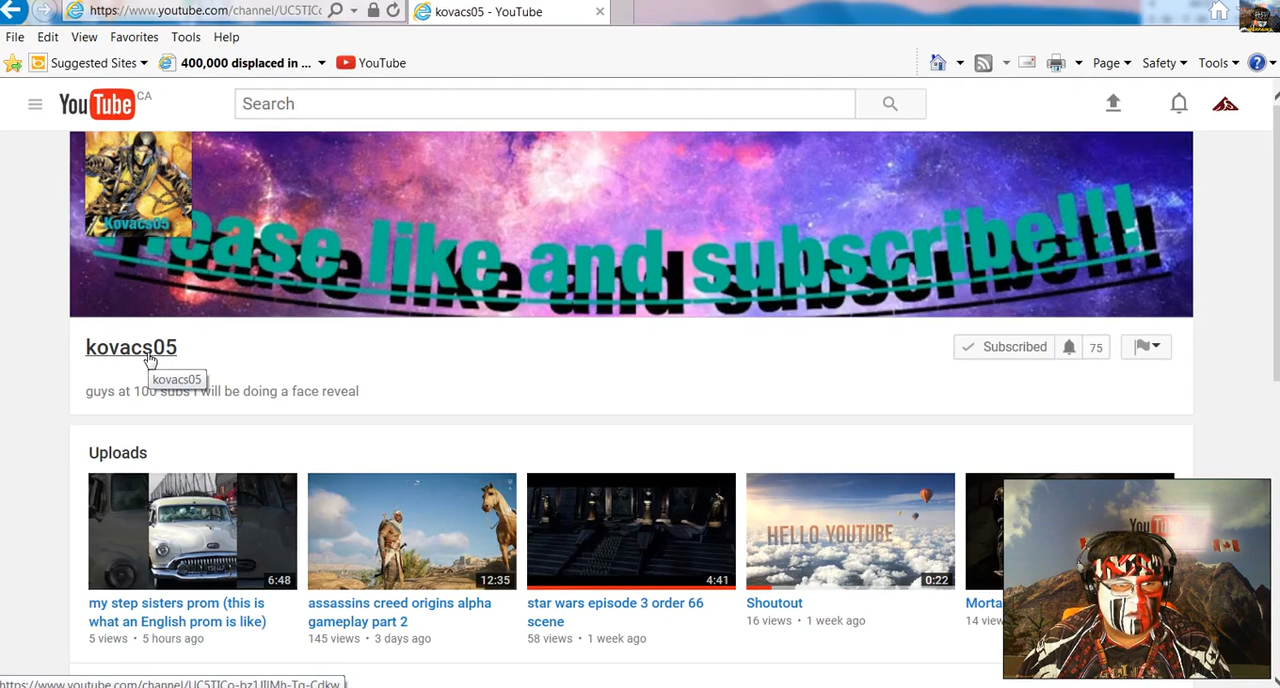 https://www.youtube.com/channel/UC5TICo
kovacs05 - YouTube
File Edit View Favorites Tools Help
Suggested Sites
400,000 displaced in ...
YouTube
Page Safety Tools
YouTube CA
Search
Kovacs05
Please like and subscribe!!!
kovacs05
Subscribed 75
kovacs05
guys at 100 subs I will be doing a face reveal
Uploads
6:48
12:35
4:41
HELLO YOUTUBE
0:22
my step sisters prom (this is
what an English prom is like)
5 views • 5 hours ago
assassins creed origins alpha
gameplay part 2
145 views • 3 days ago
star wars episode 3 order 66
scene
58 views • 1 week ago
Shoutout
16 views • 1 week ago
Morta
14 view
You